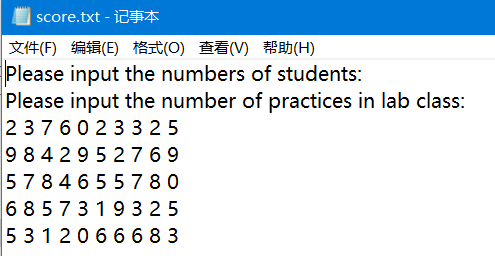 score.txt - 记事本
文件(F) 编辑(E) 格式(O) 查看(V) 帮助(H)
Please input the numbers of students:
Please input the number of practices in lab class:
2 3 7 6 0 2 3 3 2 5
9 8 4 2 9 5 2 7 6 9
5 7 8 4 6 5 5 7 8 0
6 8 5 7 3 1 9 3 2 5
5 3 1 2 0 6 6 6 8 3